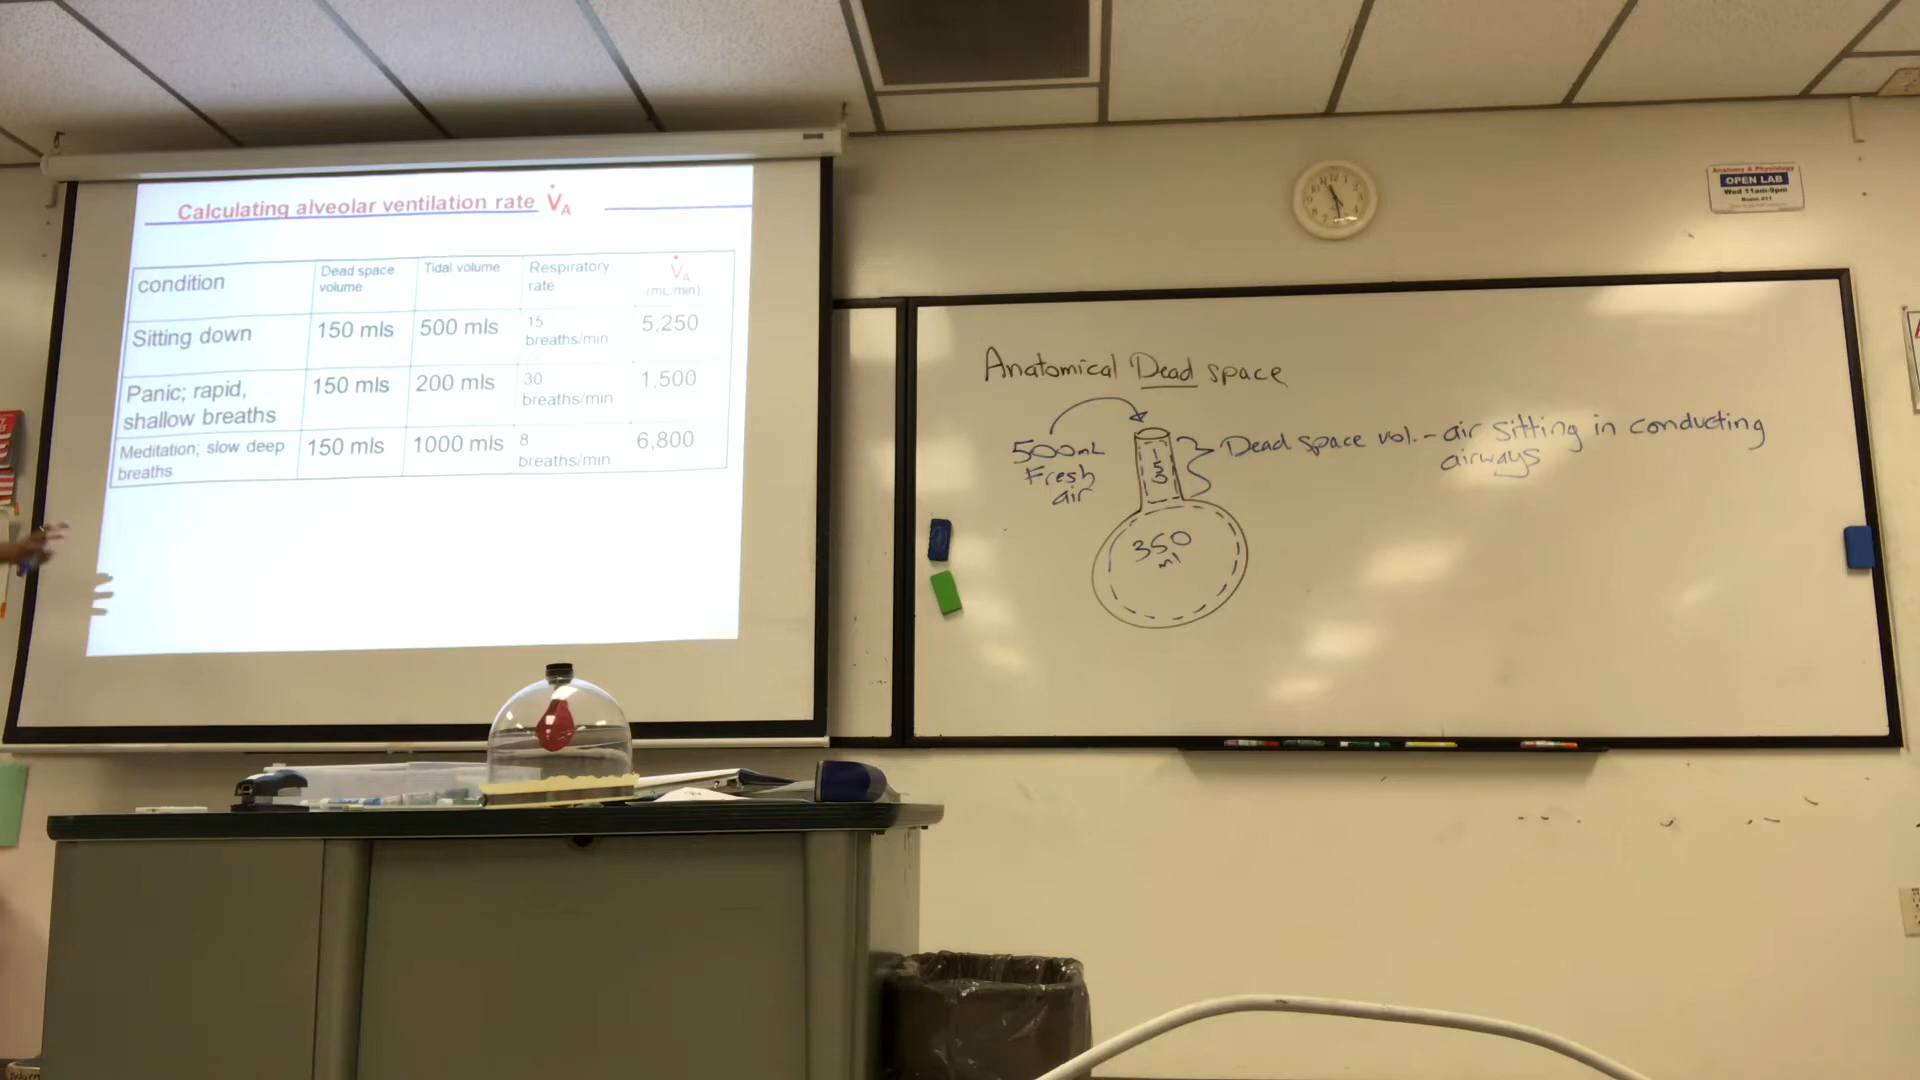 Calculating alveolar ventilation rate V̇A
condition
Dead space
volume
Tidal volume
Respiratory
rate
V̇A
(mL/min)
Sitting down
150 mls
500 mls
15
breaths/min
5,250
Panic; rapid,
shallow breaths
150 mls
200 mls
30
breaths/min
1,500
Meditation; slow deep
breaths
150 mls
1000 mls
8
breaths/min
6,800
Anatomical Dead space
500mL
Fresh
air
Dead space vol. - air sitting in conducting
airways
350
ml
Anatomy & Physiology
OPEN LAB
Wed 11am-9pm